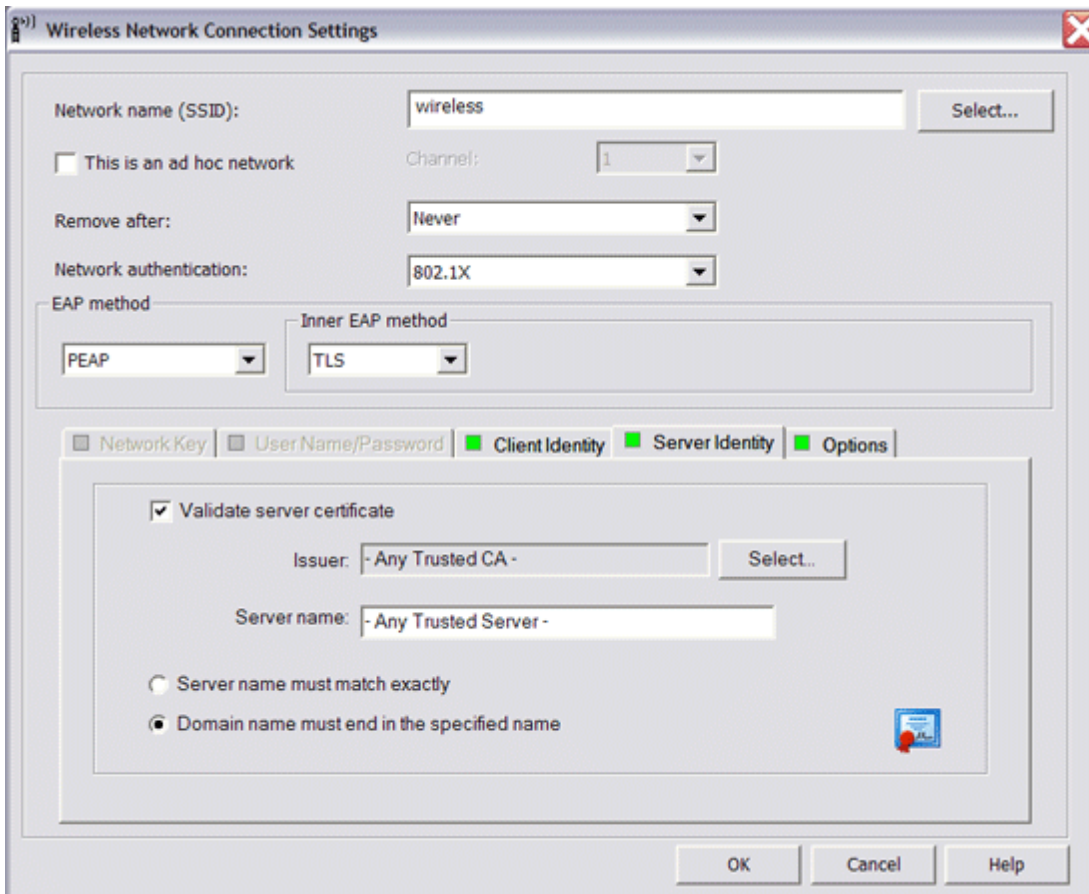 Wireless Network Connection Settings
Network name (SSID): wireless Select...
This is an ad hoc network Channel: 1
Remove after: Never
Network authentication: 802.1X
EAP method
Inner EAP method
PEAP TLS
Network Key User Name/Password Client Identity Server Identity Options
Validate server certificate
Issuer: - Any Trusted CA - Select...
Server name: - Any Trusted Server -
Server name must match exactly
Domain name must end in the specified name
OK Cancel Help